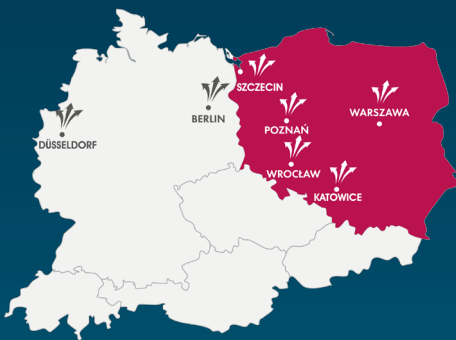 SZCZECIN
BERLIN
WARSZAWA
POZNAŃ
DÜSSELDORF
WROCŁAW
KATOWICE